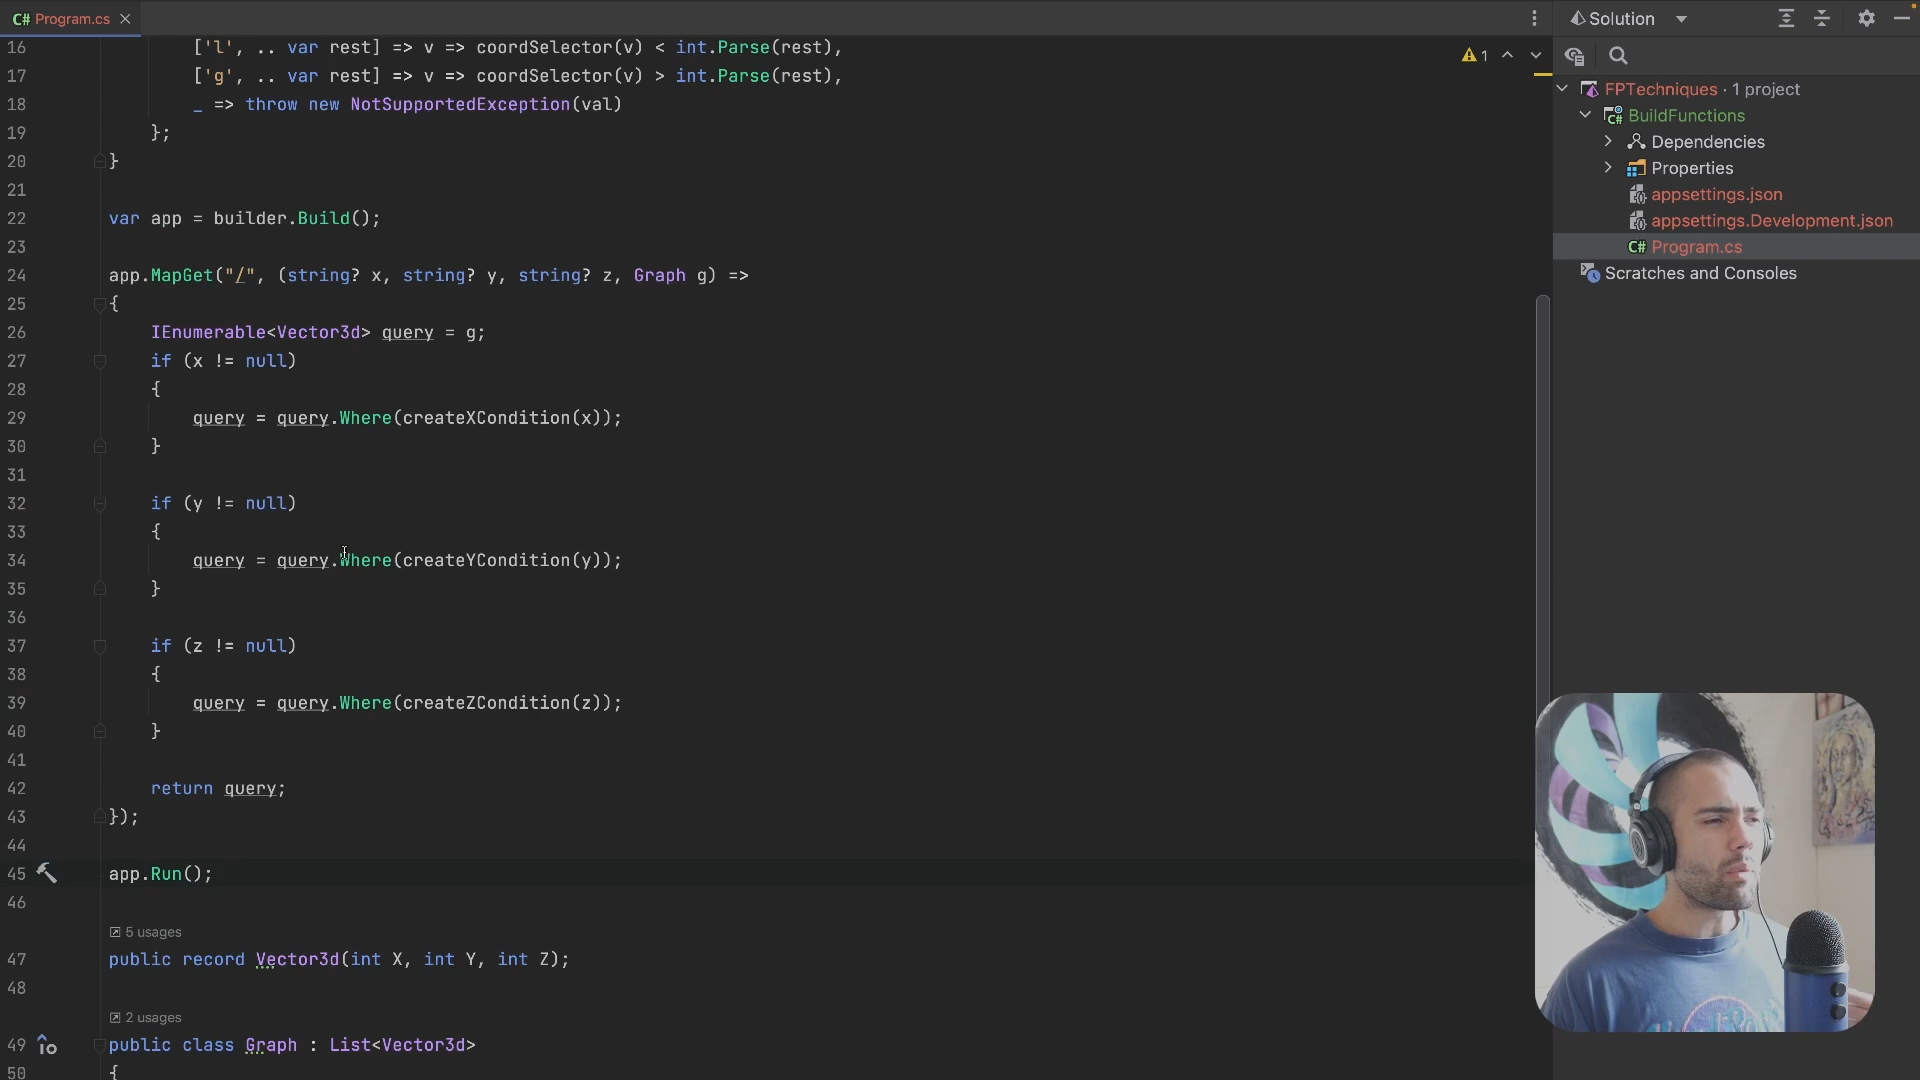 C# Program.cs
16 ['l', .. var rest] => v => coordSelector(v) < int.Parse(rest),
17 ['g', .. var rest] => v => coordSelector(v) > int.Parse(rest),
18 _ => throw new NotSupportedException(val)
19 };
20 }
21
22 var app = builder.Build();
23
24 app.MapGet("/", (string? x, string? y, string? z, Graph g) =>
25 {
26 IEnumerable<Vector3d> query = g;
27 if (x != null)
28 {
29 query = query.Where(createXCondition(x));
30 }
31
32 if (y != null)
33 {
34 query = query.Where(createYCondition(y));
35 }
36
37 if (z != null)
38 {
39 query = query.Where(createZCondition(z));
40 }
41
42 return query;
43 });
44
45 app.Run();
46
5 usages
47 public record Vector3d(int X, int Y, int Z);
48
2 usages
49 public class Graph : List<Vector3d>
50 {
1
Solution
FPTechniques · 1 project
C# BuildFunctions
Dependencies
Properties
appsettings.json
appsettings.Development.json
C# Program.cs
Scratches and Consoles